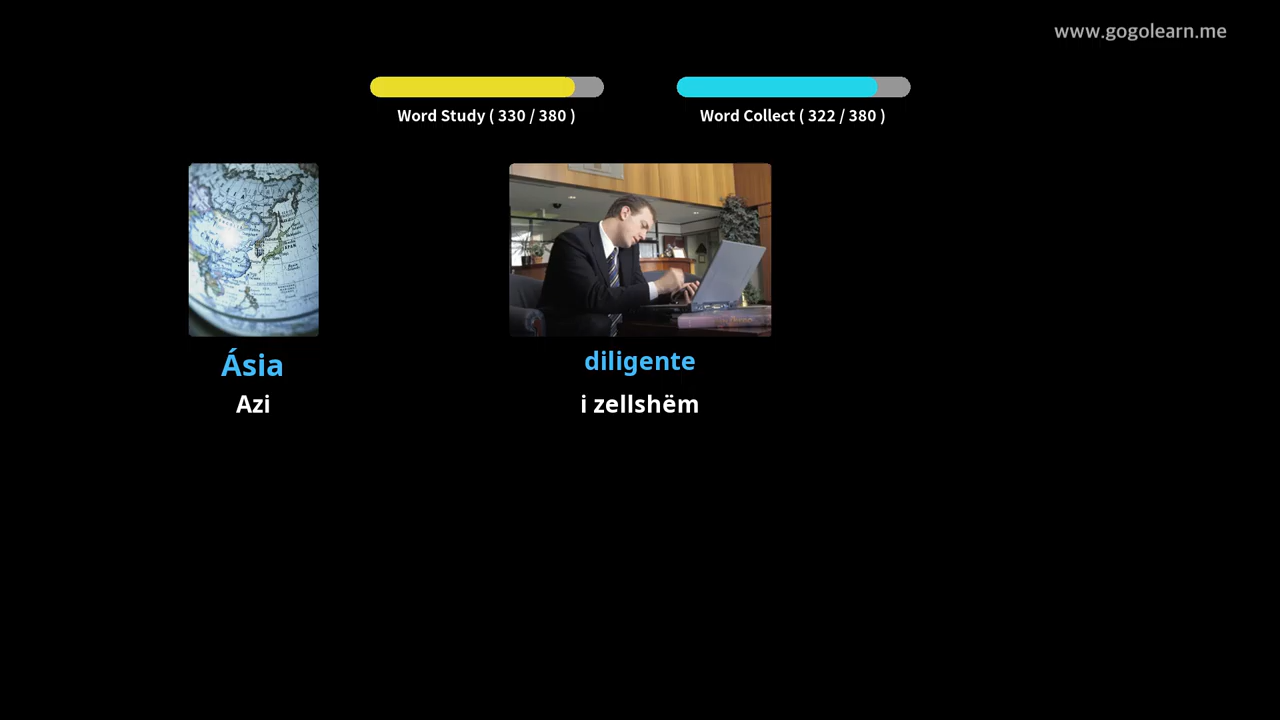 www.gogolearn.me
Word Study ( 330 / 380 )
Word Collect ( 322 / 380 )
Ásia
diligente
Azi
i zellshëm